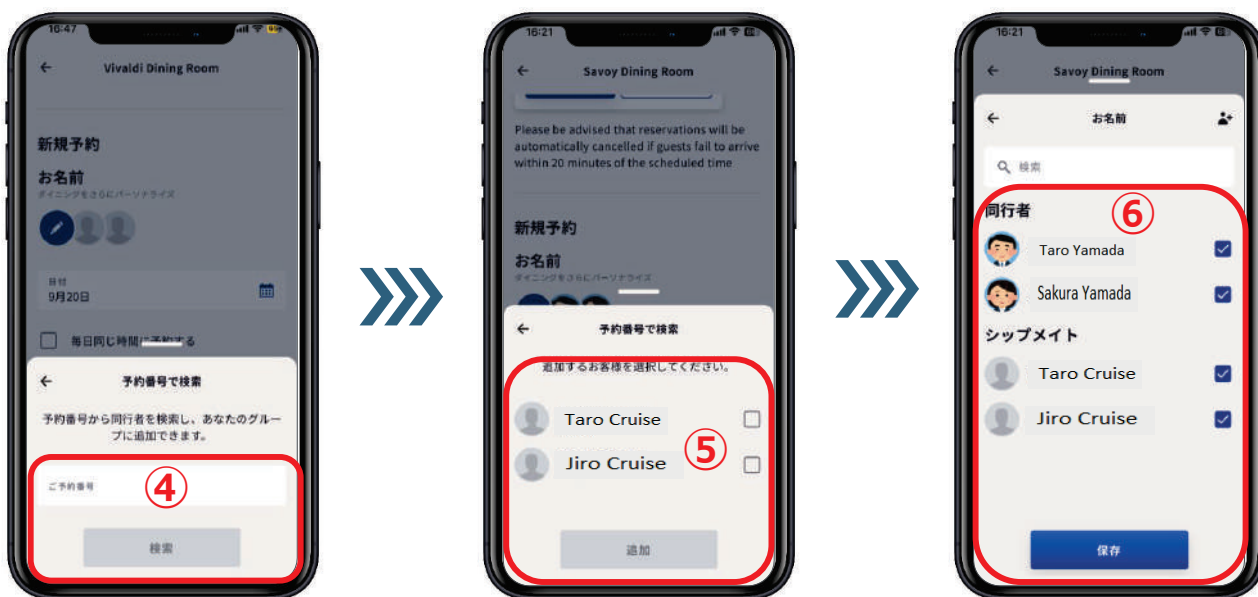 16:47
Vivaldi Dining Room
新規予約
お名前
ダイニングをさらにパーソナライズ
日付
9月20日
毎日同じ時間に予約する
予約番号で検索
予約番号から同行者を検索し、あなたのグルー
プに追加できます。
ご予約番号
④
検索
16:21
Savoy Dining Room
Please be advised that reservations will be
automatically cancelled if guests fail to arrive
within 20 minutes of the scheduled time
新規予約
お名前
ダイニングをさらにパーソナライズ
予約番号で検索
追加するお客様を選択してください。
Taro Cruise
Jiro Cruise
⑤
追加
16:21
Savoy Dining Room
お名前
検索
同行者
⑥
Taro Yamada
Sakura Yamada
シップメイト
Taro Cruise
Jiro Cruise
保存